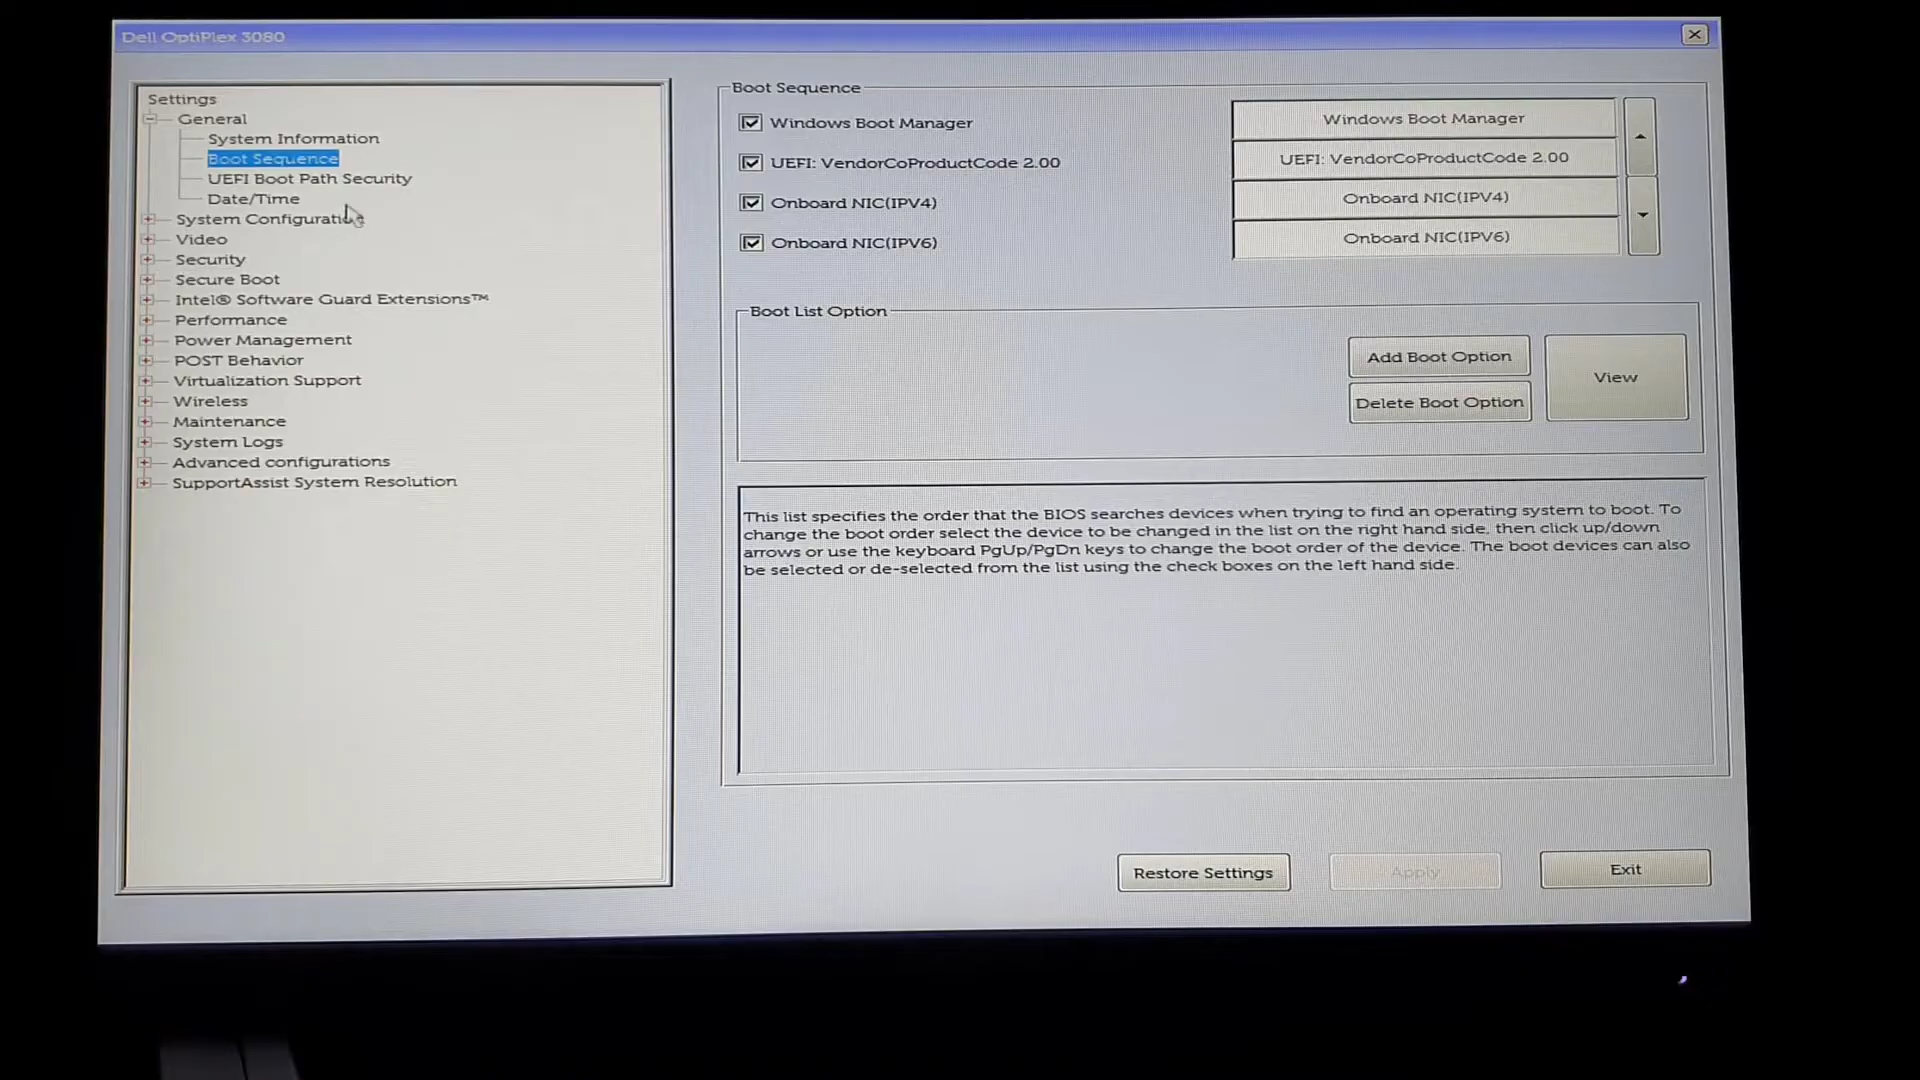 Dell OptiPlex 3080
Settings
General
System Information
Boot Sequence
UEFI Boot Path Security
Date/Time
System Configuration
Video
Security
Secure Boot
Intel® Software Guard Extensions™
Performance
Power Management
POST Behavior
Virtualization Support
Wireless
Maintenance
System Logs
Advanced configurations
SupportAssist System Resolution
Boot Sequence
Windows Boot Manager
UEFI: VendorCoProductCode 2.00
Onboard NIC(IPV4)
Onboard NIC(IPV6)
Windows Boot Manager
UEFI: VendorCoProductCode 2.00
Onboard NIC(IPV4)
Onboard NIC(IPV6)
Boot List Option
Add Boot Option
Delete Boot Option
View
This list specifies the order that the BIOS searches devices when trying to find an operating system to boot. To
change the boot order select the device to be changed in the list on the right hand side, then click up/down
arrows or use the keyboard PgUp/PgDn keys to change the boot order of the device. The boot devices can also
be selected or de-selected from the list using the check boxes on the left hand side.
Restore Settings
Apply
Exit